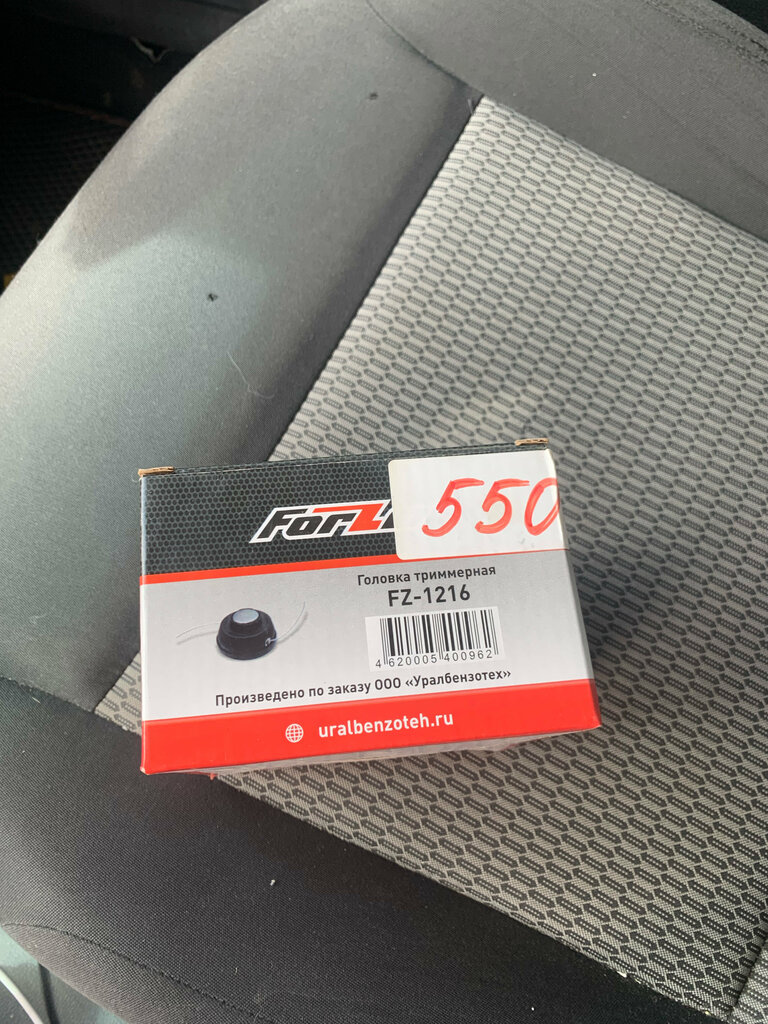 550
Головка триммерная
FZ-1216
4 620005 400962
Произведено по заказу ООО «Уралбензотех»
uralbenzoteh.ru